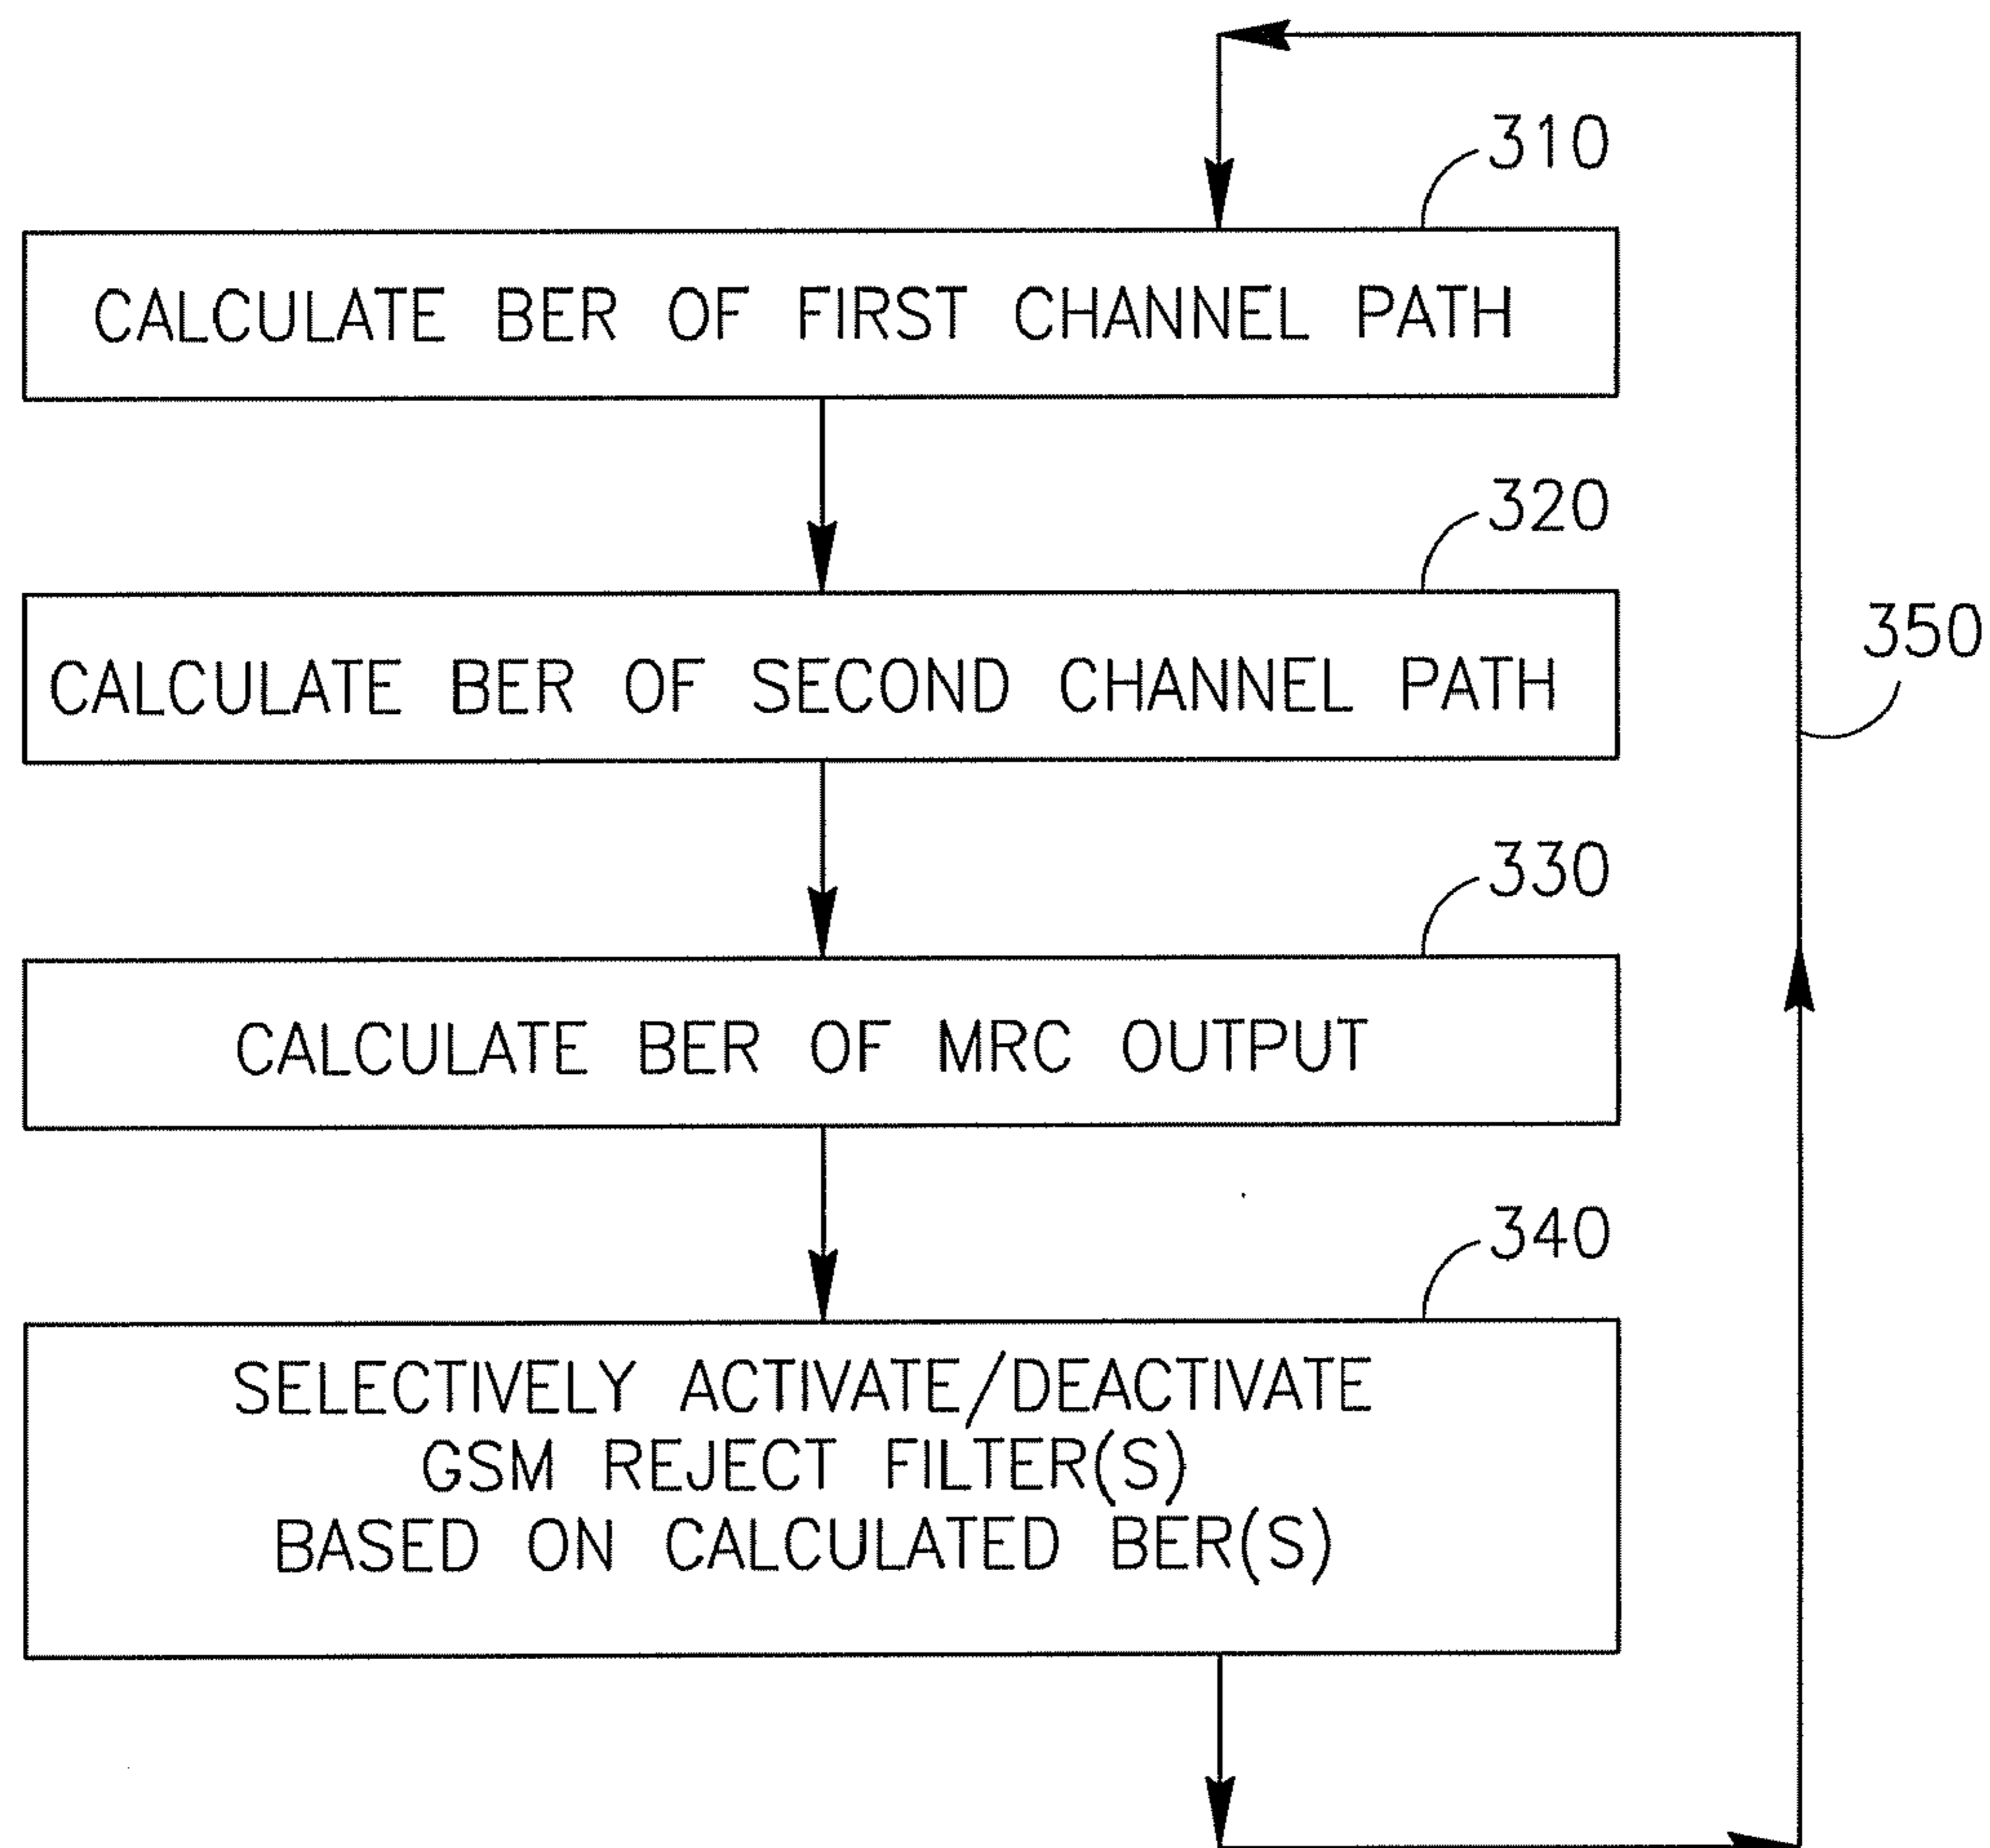 310
CALCULATE BER OF FIRST CHANNEL PATH
320
CALCULATE BER OF SECOND CHANNEL PATH
350
330
CALCULATE BER OF MRC OUTPUT
340
SELECTIVELY ACTIVATE/DEACTIVATE
GSM REJECT FILTER(S)
BASED ON CALCULATED BER(S)